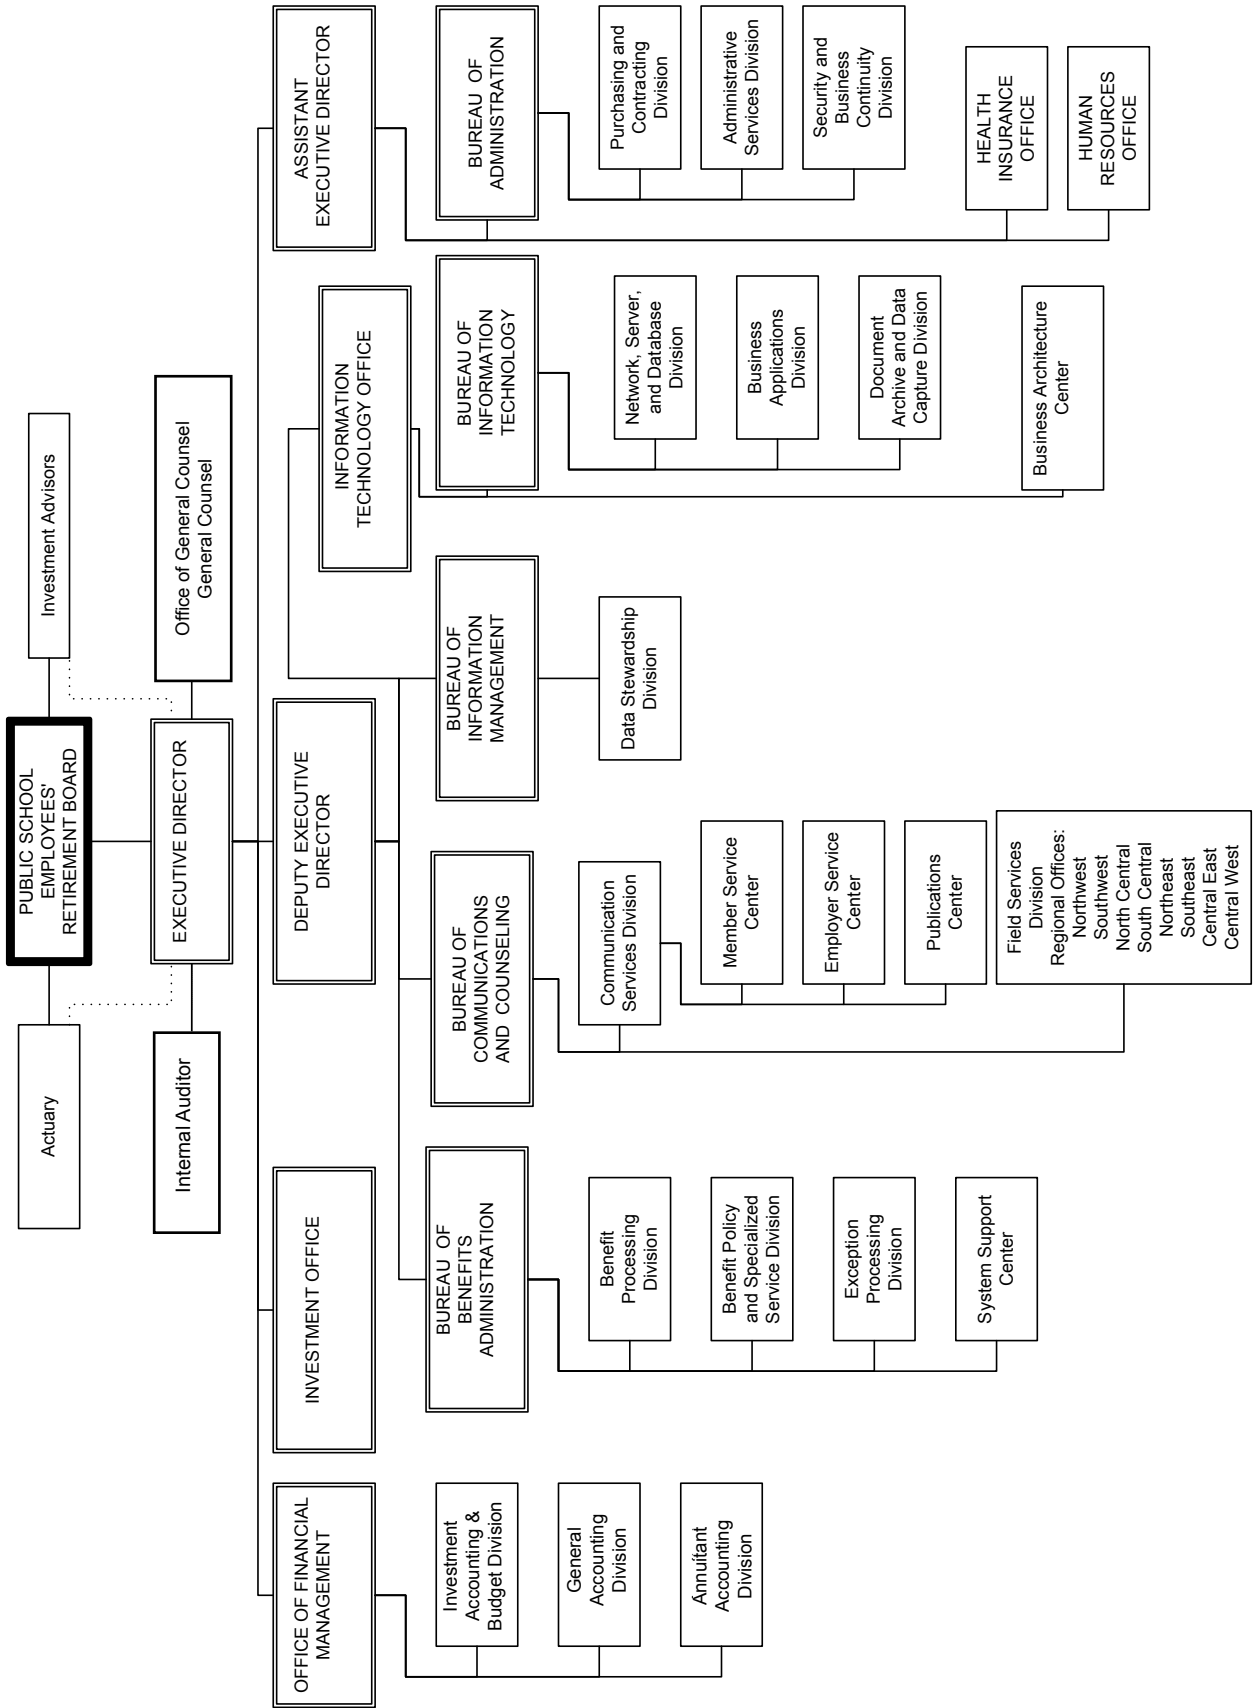 PUBLIC SCHOOL
EMPLOYEES'
RETIREMENT BOARD
Actuary
Investment Advisors
EXECUTIVE DIRECTOR
Internal Auditor
Office of General Counsel
General Counsel
OFFICE OF FINANCIAL
MANAGEMENT
INVESTMENT OFFICE
DEPUTY EXECUTIVE
DIRECTOR
ASSISTANT
EXECUTIVE DIRECTOR
INFORMATION
TECHNOLOGY OFFICE
Investment
Accounting &
Budget Division
General
Accounting
Division
Annuitant
Accounting
Division
BUREAU OF
BENEFITS
ADMINISTRATION
Benefit
Processing
Division
Benefit Policy
and Specialized
Service Division
Exception
Processing
Division
System Support
Center
BUREAU OF
COMMUNICATIONS
AND COUNSELING
Communication
Services Division
Member Service
Center
Employer Service
Center
Publications
Center
Field Services
Division
Regional Offices:
Northwest
Southwest
North Central
South Central
Northeast
Southeast
Central East
Central West
BUREAU OF
INFORMATION
MANAGEMENT
Data Stewardship
Division
BUREAU OF
INFORMATION
TECHNOLOGY
Network, Server,
and Database
Division
Business
Applications
Division
Document
Archive and Data
Capture Division
Business Architecture
Center
BUREAU OF
ADMINISTRATION
Purchasing and
Contracting
Division
Administrative
Services Division
Security and
Business
Continuity
Division
HEALTH
INSURANCE
OFFICE
HUMAN
RESOURCES
OFFICE